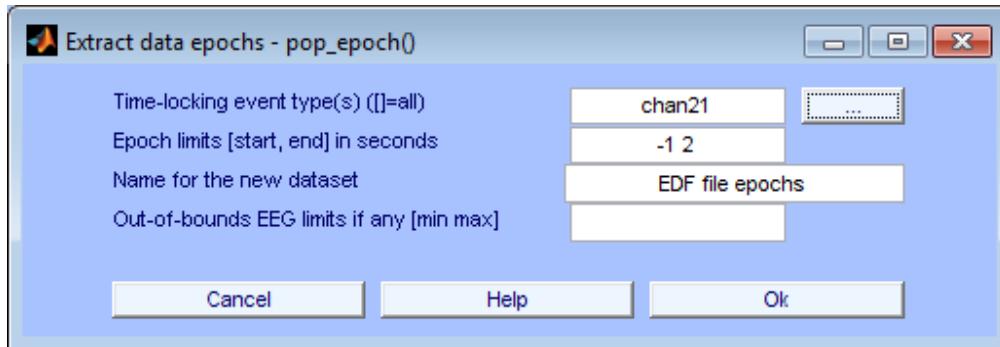 Extract data epochs - pop_epoch()
Time-locking event type(s) ([]=all) chan21 ...
Epoch limits [start, end] in seconds -1 2
Name for the new dataset EDF file epochs
Out-of-bounds EEG limits if any [min max]
Cancel Help Ok